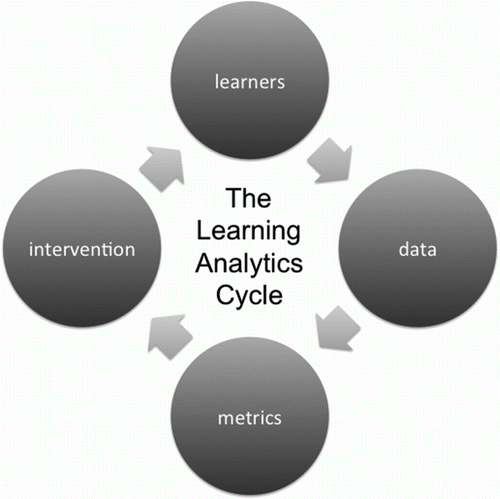 learners
The
Learning
Analytics
Cycle
intervention
data
metrics